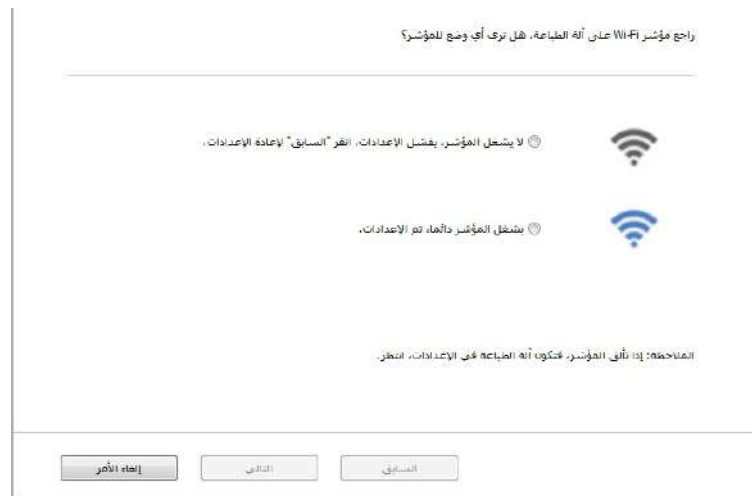 راجع مؤشر Wi-Fi على آلة الطباعة، هل ترى أي وضع للمؤشر؟
لا يشغل المؤشر، يفشل الإعدادات، انقر "السابق" لإعادة الإعدادات.
يشغل المؤشر دائما، تم الإعدادات.
الملاحظة: إذا تألق المؤشر، فتكون آلة الطباعة في الإعدادات، انتظر.
السابق
التالي
إلغاء الأمر